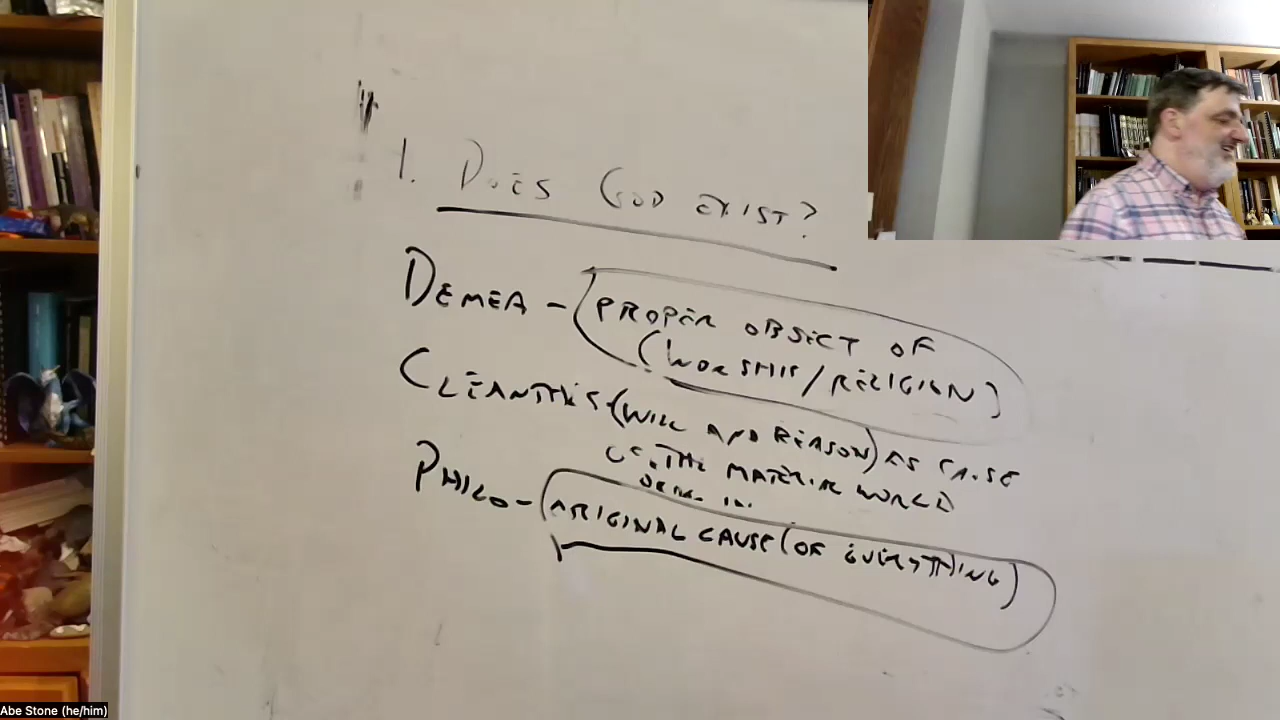 1. DOES GOD EXIST?
DEMEA - PROPER OBJECT OF
(WORSHIP/RELIGION)
CLEANTHES - (WILL AND REASON) AS CAUSE
OF THE MATERIAL WORLD
PHILO - ORIGINAL CAUSE (OF EVERYTHING)
Abe Stone (he/him)